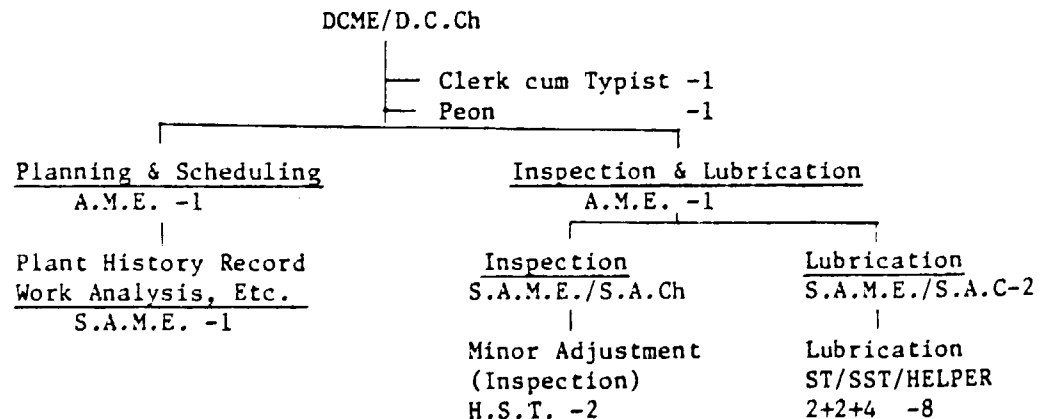 DCME/D.C.Ch
Clerk cum Typist -1
Peon -1
Planning & Scheduling
A.M.E. -1
Plant History Record
Work Analysis, Etc.
S.A.M.E. -1
Inspection & Lubrication
A.M.E. -1
Inspection
S.A.M.E./S.A.Ch
Minor Adjustment
(Inspection)
H.S.T. -2
Lubrication
S.A.M.E./S.A.C-2
Lubrication
ST/SST/HELPER
2+2+4 -8